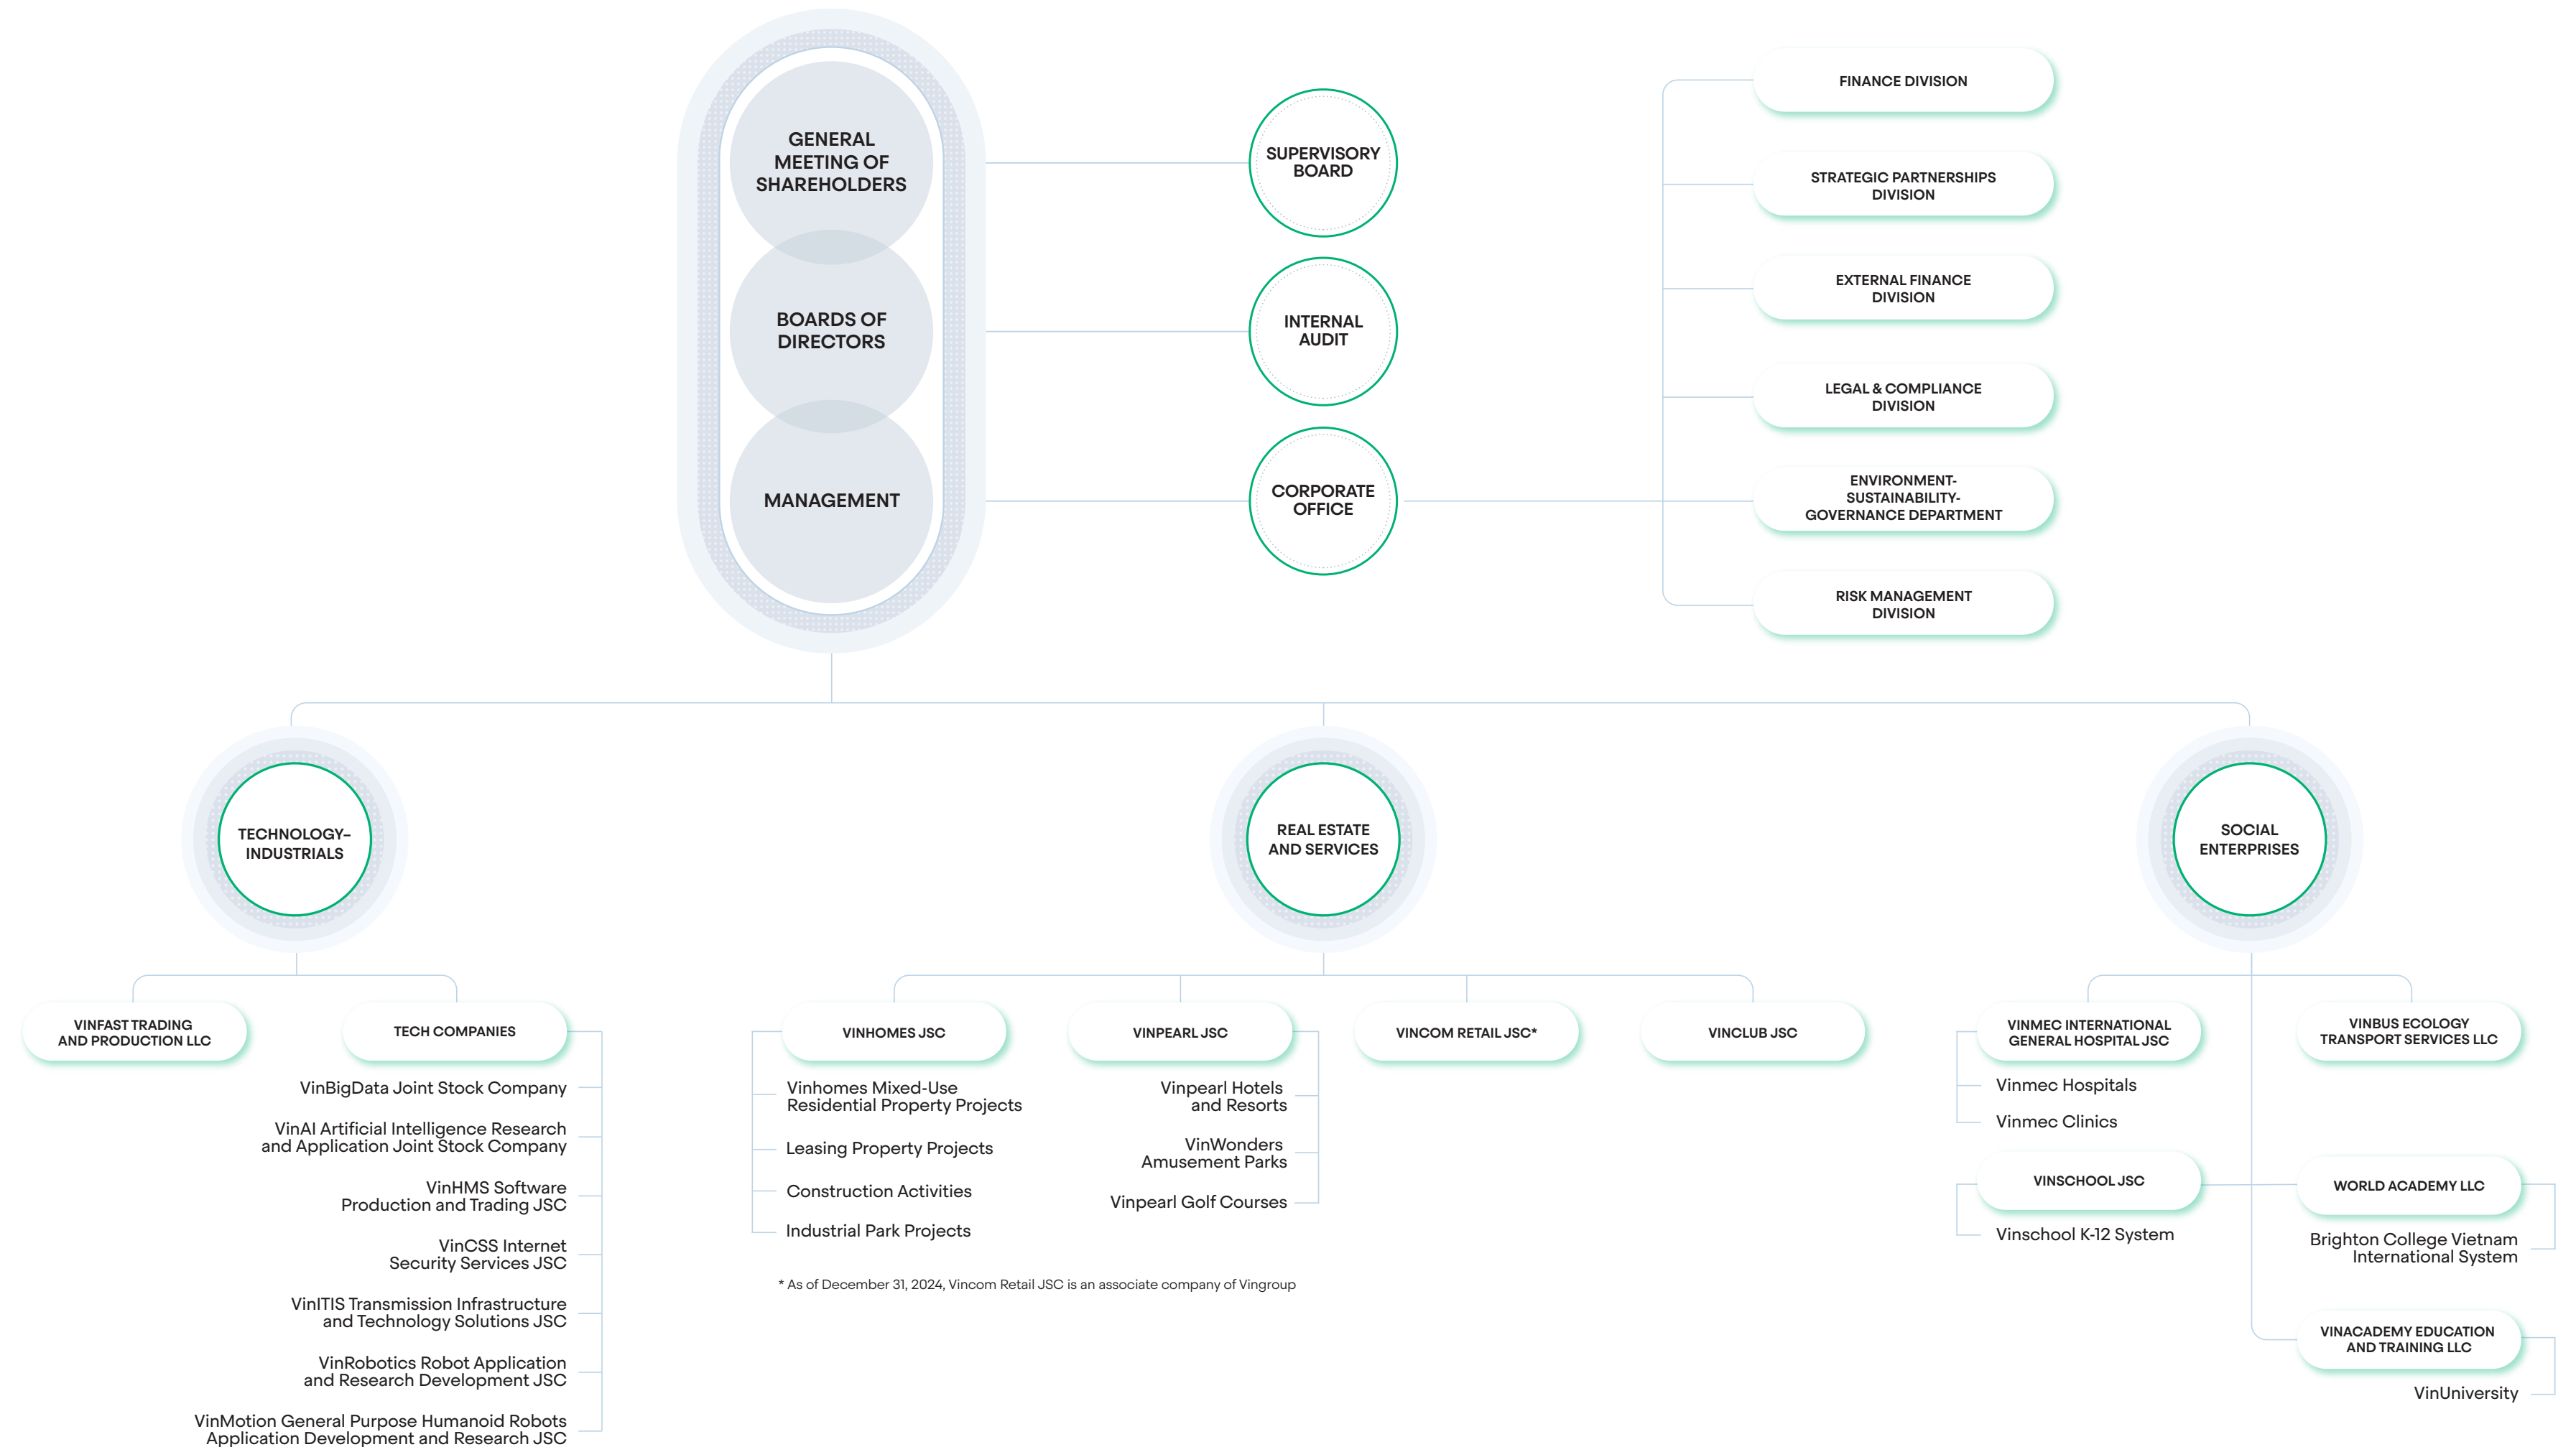 GENERAL
MEETING OF
SHAREHOLDERS
BOARDS OF
DIRECTORS
MANAGEMENT
SUPERVISORY
BOARD
INTERNAL
AUDIT
CORPORATE
OFFICE
FINANCE DIVISION
STRATEGIC PARTNERSHIPS
DIVISION
EXTERNAL FINANCE
DIVISION
LEGAL & COMPLIANCE
DIVISION
ENVIRONMENT-
SUSTAINABILITY-
GOVERNANCE DEPARTMENT
RISK MANAGEMENT
DIVISION
TECHNOLOGY–
INDUSTRIALS
VINFAST TRADING
AND PRODUCTION LLC
TECH COMPANIES
VinBigData Joint Stock Company
VinAI Artificial Intelligence Research
and Application Joint Stock Company
VinHMS Software
Production and Trading JSC
VinCSS Internet
Security Services JSC
VinITIS Transmission Infrastructure
and Technology Solutions JSC
VinRobotics Robot Application
and Research Development JSC
VinMotion General Purpose Humanoid Robots
Application Development and Research JSC
REAL ESTATE
AND SERVICES
VINHOMES JSC
Vinhomes Mixed-Use
Residential Property Projects
Leasing Property Projects
Construction Activities
Industrial Park Projects
VINPEARL JSC
Vinpearl Hotels
and Resorts
VinWonders
Amusement Parks
Vinpearl Golf Courses
VINCOM RETAIL JSC*
VINCLUB JSC
* As of December 31, 2024, Vincom Retail JSC is an associate company of Vingroup
SOCIAL
ENTERPRISES
VINMEC INTERNATIONAL
GENERAL HOSPITAL JSC
Vinmec Hospitals
Vinmec Clinics
VINSCHOOL JSC
Vinschool K-12 System
VINBUS ECOLOGY
TRANSPORT SERVICES LLC
WORLD ACADEMY LLC
Brighton College Vietnam
International System
VINACADEMY EDUCATION
AND TRAINING LLC
VinUniversity